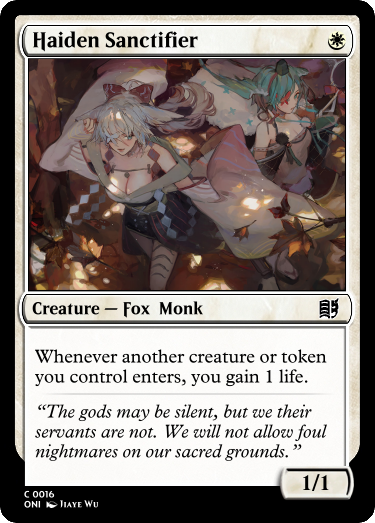 Haiden Sanctifier
Creature — Fox Monk
Whenever another creature or token
you control enters, you gain 1 life.
“The gods may be silent, but we their
servants are not. We will not allow foul
nightmares on our sacred grounds.”
1/1
C 0016
ONI Jiaye Wu